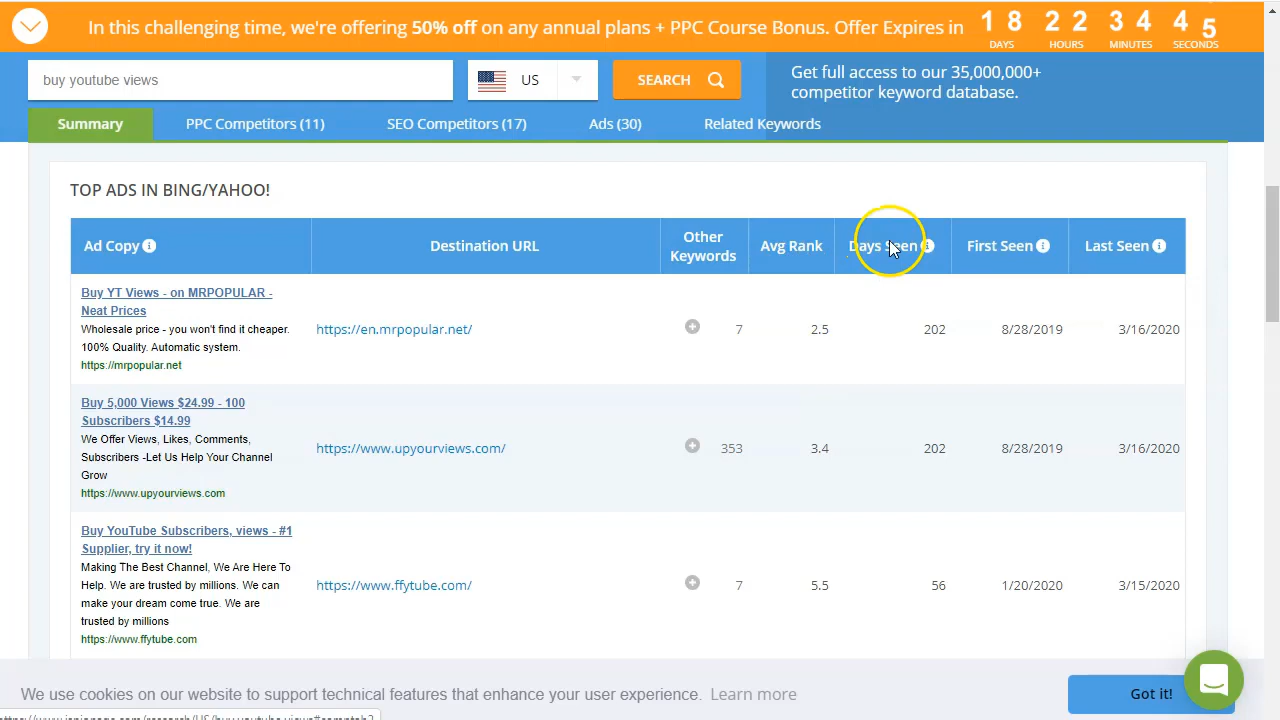 In this challenging time, we're offering 50% off on any annual plans + PPC Course Bonus. Offer Expires in
18 22 34 45
DAYS HOURS MINUTES SECONDS
buy youtube views
US
SEARCH
Get full access to our 35,000,000+
competitor keyword database.
Summary
PPC Competitors (11)
SEO Competitors (17)
Ads (30)
Related Keywords
TOP ADS IN BING/YAHOO!
Ad Copy
Destination URL
Other
Keywords
Avg Rank
Days Seen
First Seen
Last Seen
Buy YT Views - on MRPOPULAR -
Neat Prices
Wholesale price - you won't find it cheaper.
100% Quality. Automatic system.
https://mrpopular.net
https://en.mrpopular.net/
7
2.5
202
8/28/2019
3/16/2020
Buy 5,000 Views $24.99 - 100
Subscribers $14.99
We Offer Views, Likes, Comments,
Subscribers -Let Us Help Your Channel
Grow
https://www.upyourviews.com
https://www.upyourviews.com/
353
3.4
202
8/28/2019
3/16/2020
Buy YouTube Subscribers, views - #1
Supplier, try it now!
Making The Best Channel, We Are Here To
Help. We are trusted by millions. We can
make your dream come true. We are
trusted by millions
https://www.ffytube.com
https://www.ffytube.com/
7
5.5
56
1/20/2020
3/15/2020
We use cookies on our website to support technical features that enhance your user experience. Learn more
Got it!